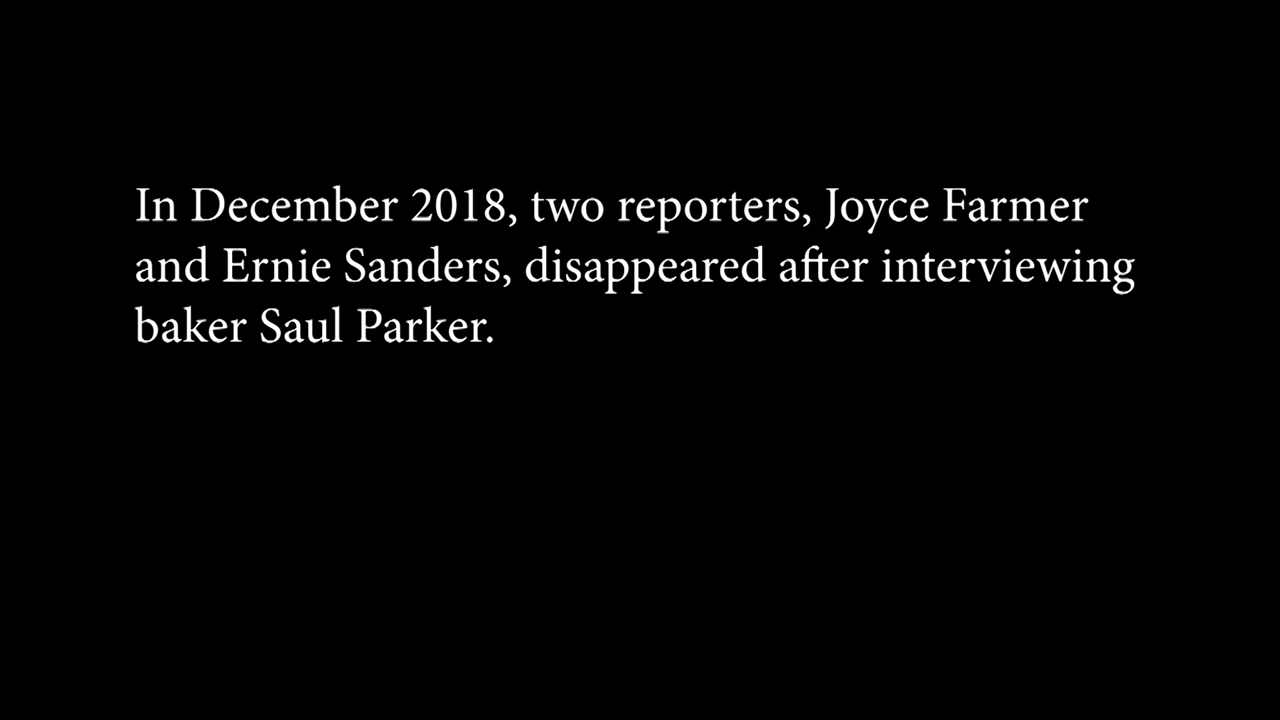 In December 2018, two reporters, Joyce Farmer
and Ernie Sanders, disappeared after interviewing
baker Saul Parker.